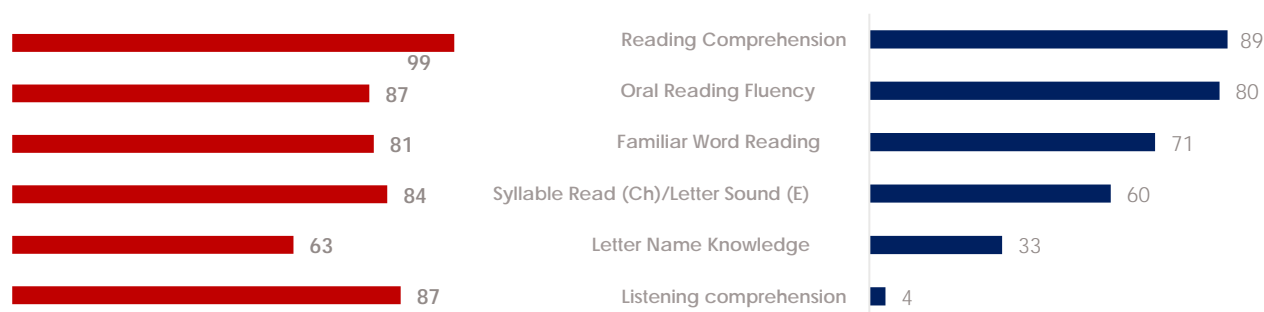 99 Reading Comprehension 89
87 Oral Reading Fluency 80
81 Familiar Word Reading 71
84 Syllable Read (Ch)/Letter Sound (E) 60
63 Letter Name Knowledge 33
87 Listening comprehension 4